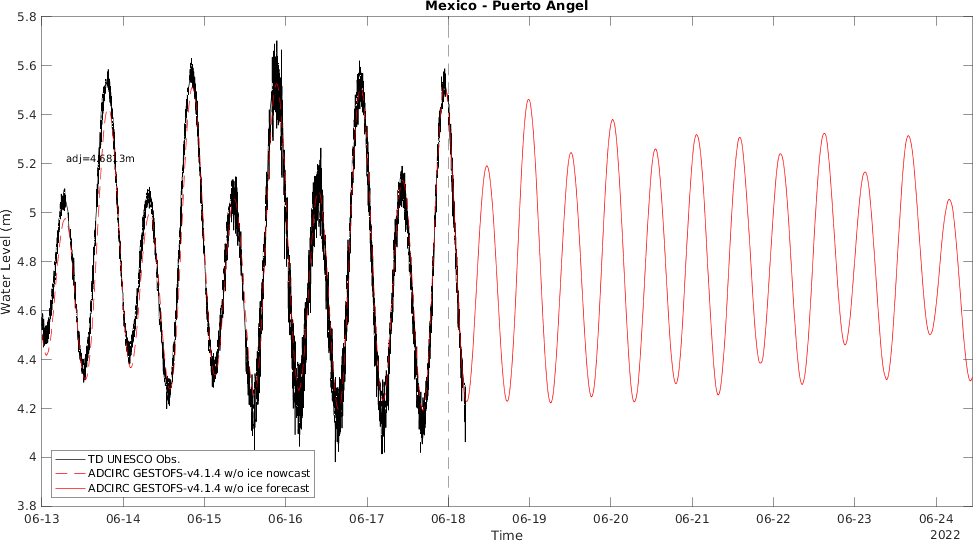 Mexico - Puerto Angel
5.8
5.6
5.4
5.2
5
4.8
4.6
4.4
4.2
4
3.8
Water Level (m)
adj=4.6813m
TD UNESCO Obs.
ADCIRC GESTOFS-v4.1.4 w/o ice nowcast
ADCIRC GESTOFS-v4.1.4 w/o ice forecast
06-13 06-14 06-15 06-16 06-17 06-18 06-19 06-20 06-21 06-22 06-23 06-24
2022
Time